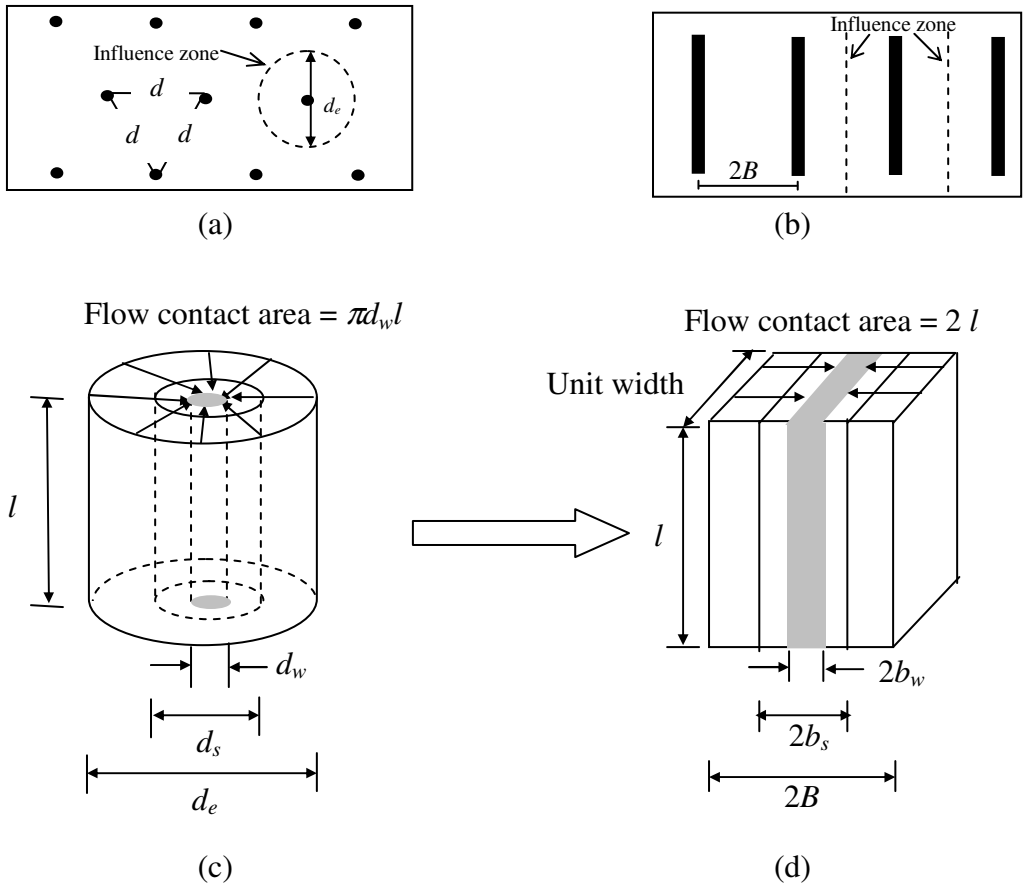 Influence zone
d
d
d
d_e
(a)
Influence zone
2B
(b)
Flow contact area = πd_wl
l
d_w
d_s
d_e
(c)
Flow contact area = 2 l
Unit width
l
2b_w
2b_s
2B
(d)